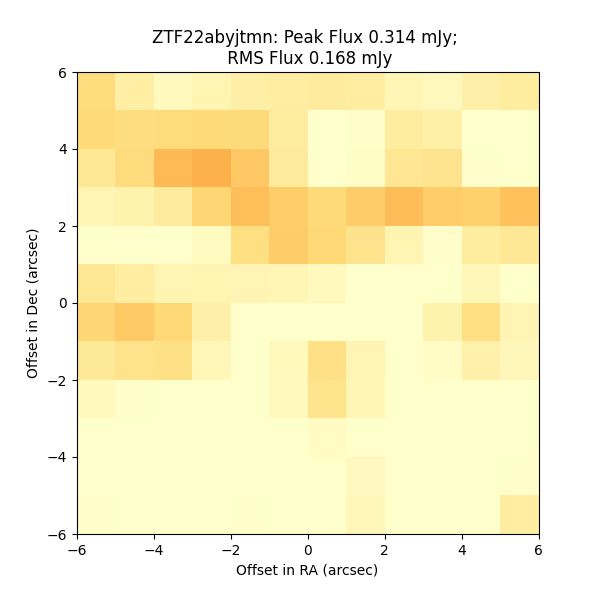 ZTF22abyjtmn: Peak Flux 0.314 mJy;
RMS Flux 0.168 mJy
6
4
2
0
−2
−4
−6
Offset in Dec (arcsec)
−6 −4 −2 0 2 4 6
Offset in RA (arcsec)